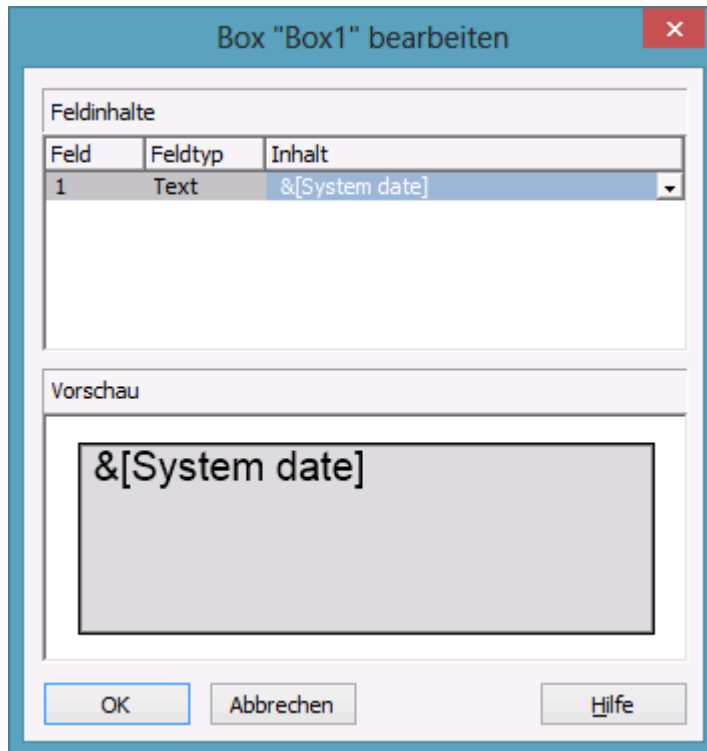 Box "Box1" bearbeiten
Feldinhalte
Feld Feldtyp Inhalt
1 Text &[System date]
Vorschau
&[System date]
OK Abbrechen Hilfe